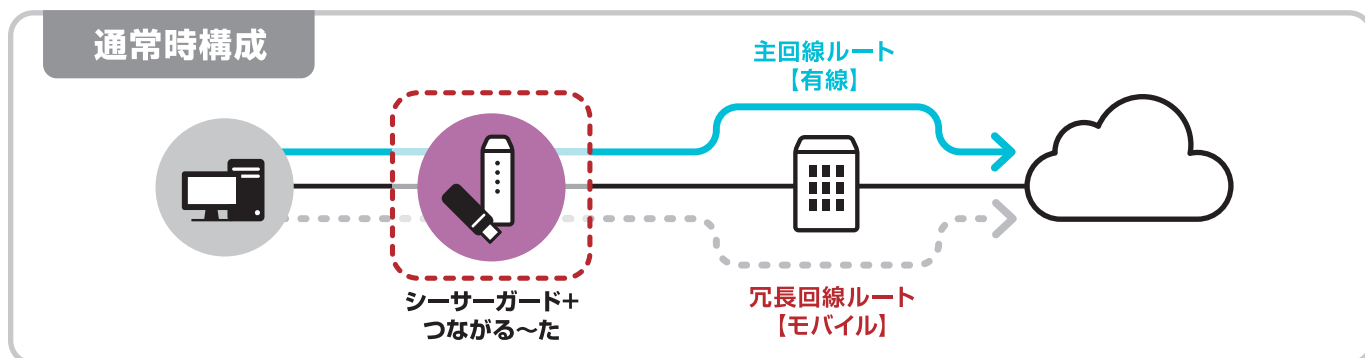 通常時構成
主回線ルート
【有線】
シーサーガード+
つながる～た
冗長回線ルート
【モバイル】